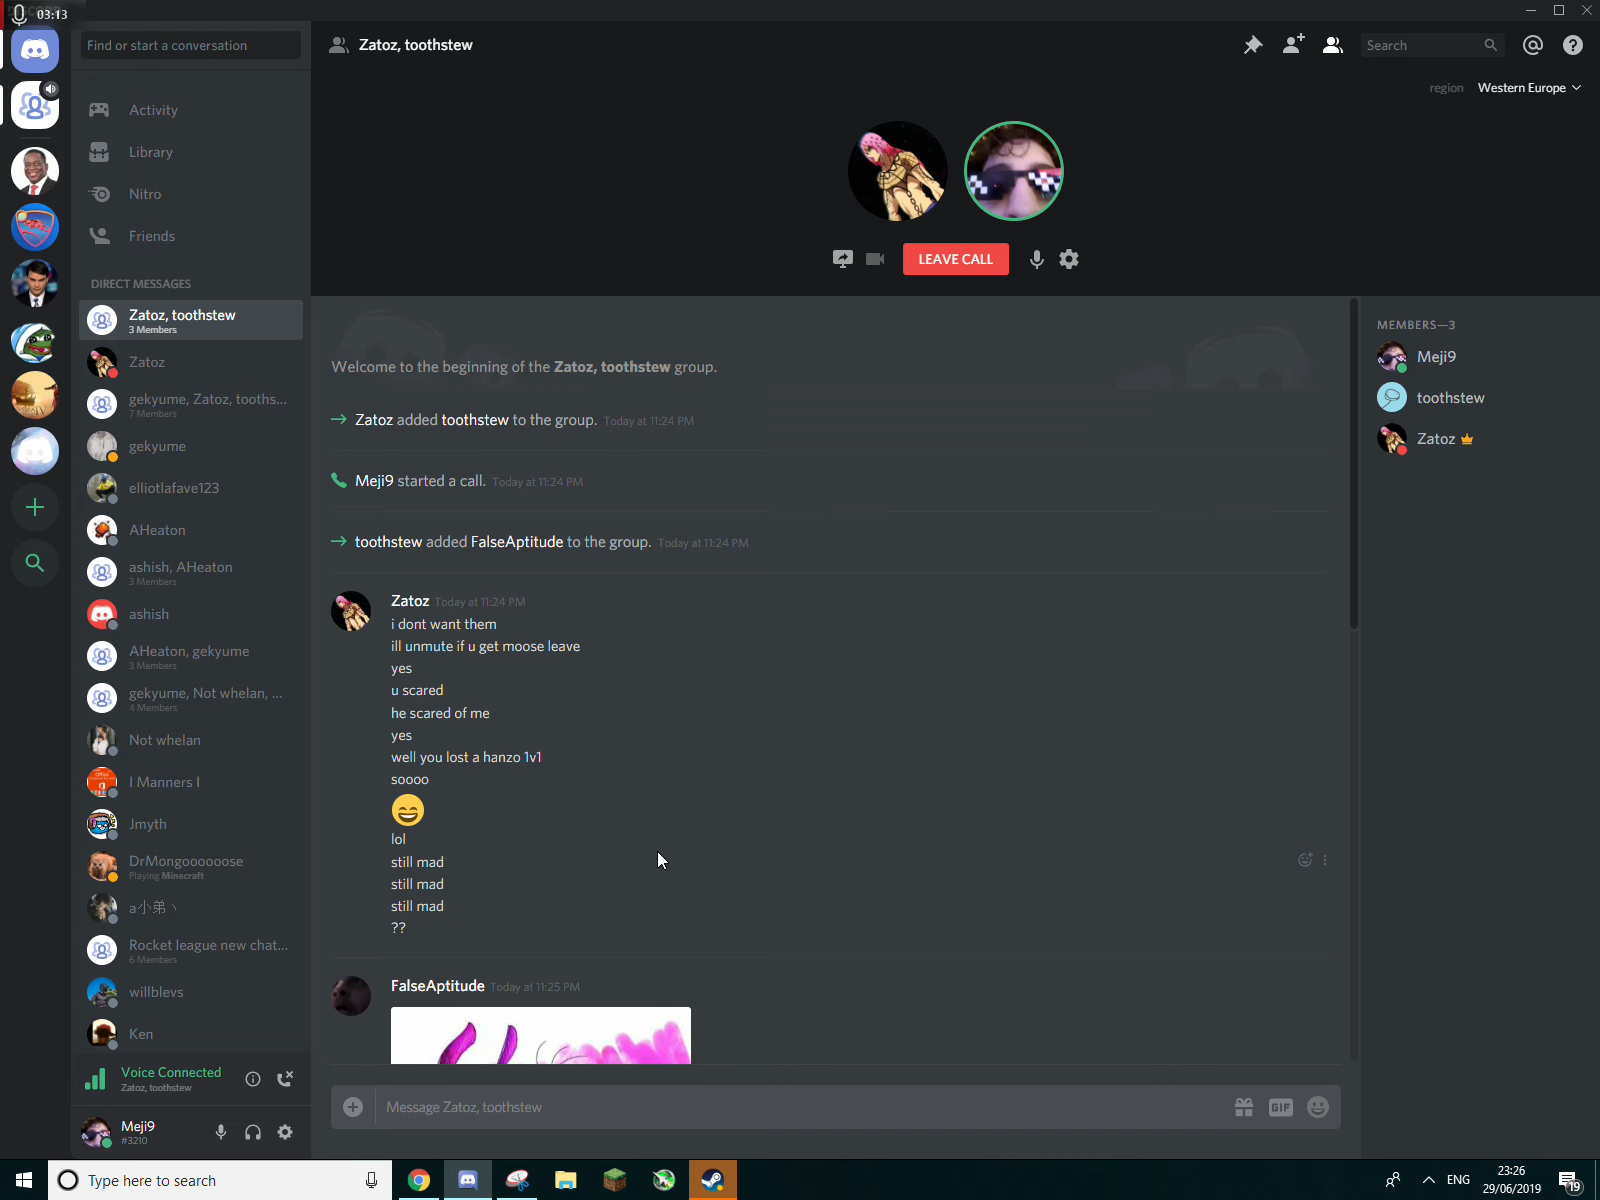 03:13
Find or start a conversation
Zatoz, toothstew
Search
region Western Europe
Activity
Library
Nitro
Friends
LEAVE CALL
DIRECT MESSAGES
Zatoz, toothstew
3 Members
Zatoz
gekyume, Zatoz, tooths...
7 Members
gekyume
elliotlafave123
AHeaton
ashish, AHeaton
3 Members
ashish
AHeaton, gekyume
3 Members
gekyume, Not whelan, ...
4 Members
Not whelan
I Manners I
Jmyth
DrMongoooooose
Playing Minecraft
a小弟丶
Rocket league new chat...
6 Members
willblevs
Ken
Voice Connected
Zatoz, toothstew
Meji9
#3210
Welcome to the beginning of the Zatoz, toothstew group.
Zatoz added toothstew to the group. Today at 11:24 PM
Meji9 started a call. Today at 11:24 PM
toothstew added FalseAptitude to the group. Today at 11:24 PM
Zatoz Today at 11:24 PM
i dont want them
ill unmute if u get moose leave
yes
u scared
he scared of me
yes
well you lost a hanzo 1v1
soooo
lol
still mad
still mad
still mad
??
FalseAptitude Today at 11:25 PM
Message Zatoz, toothstew
GIF
MEMBERS—3
Meji9
toothstew
Zatoz
Type here to search
ENG
23:26
29/06/2019
19